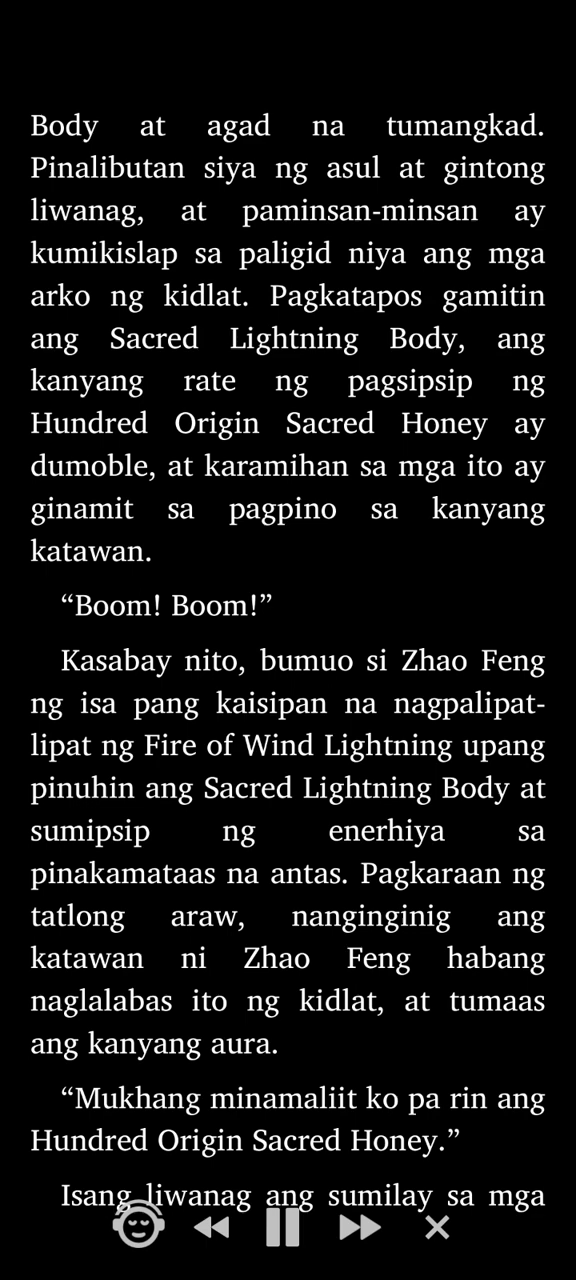 Body at agad na tumangkad.
Pinalibutan siya ng asul at gintong
liwanag, at paminsan-minsan ay
kumikislap sa paligid niya ang mga
arko ng kidlat. Pagkatapos gamitin
ang Sacred Lightning Body, ang
kanyang rate ng pagsipsip ng
Hundred Origin Sacred Honey ay
dumoble, at karamihan sa mga ito ay
ginamit sa pagpino sa kanyang
katawan.
“Boom! Boom!”
Kasabay nito, bumuo si Zhao Feng
ng isa pang kaisipan na nagpalipat-
lipat ng Fire of Wind Lightning upang
pinuhin ang Sacred Lightning Body at
sumipsip ng enerhiya sa
pinakamataas na antas. Pagkaraan ng
tatlong araw, nanginginig ang
katawan ni Zhao Feng habang
naglalabas ito ng kidlat, at tumaas
ang kanyang aura.
“Mukhang minamaliit ko pa rin ang
Hundred Origin Sacred Honey.”
Isang liwanag ang sumilay sa mga